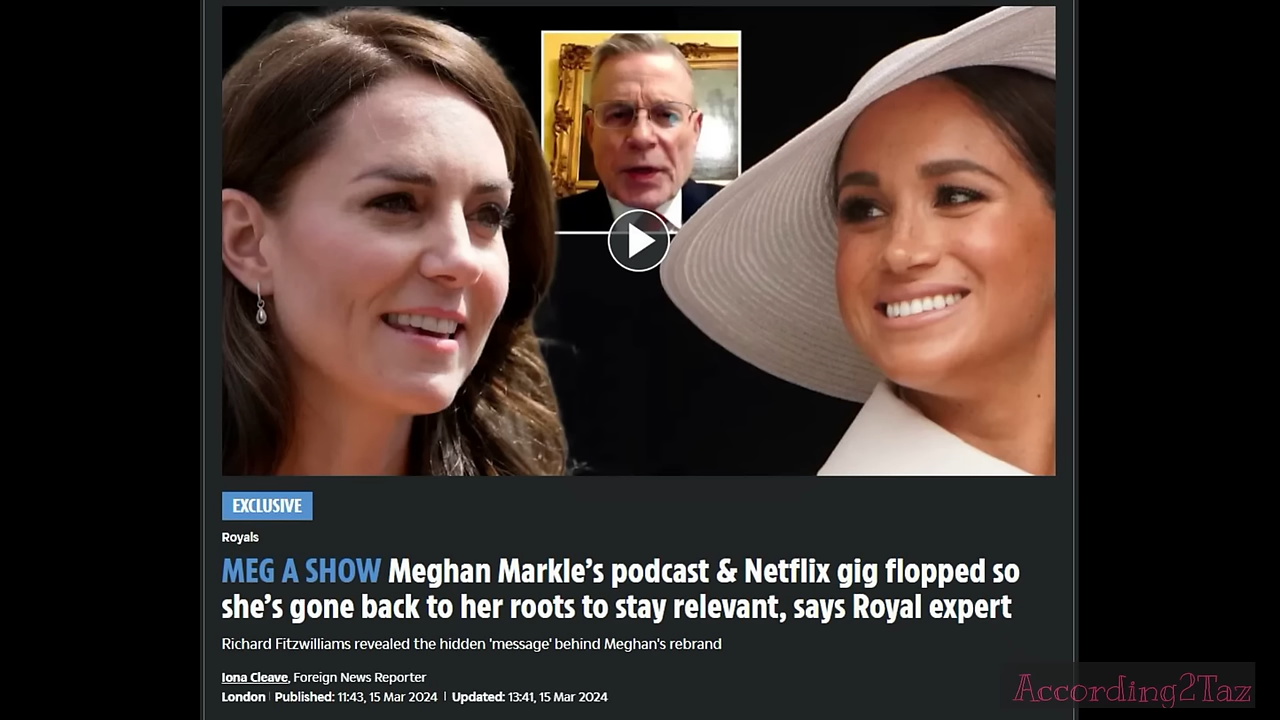 EXCLUSIVE
Royals
MEG A SHOW Meghan Markle’s podcast & Netflix gig flopped so
she’s gone back to her roots to stay relevant, says Royal expert
Richard Fitzwilliams revealed the hidden 'message' behind Meghan's rebrand
Iona Cleave, Foreign News Reporter
London | Published: 11:43, 15 Mar 2024 | Updated: 13:41, 15 Mar 2024
According2Taz